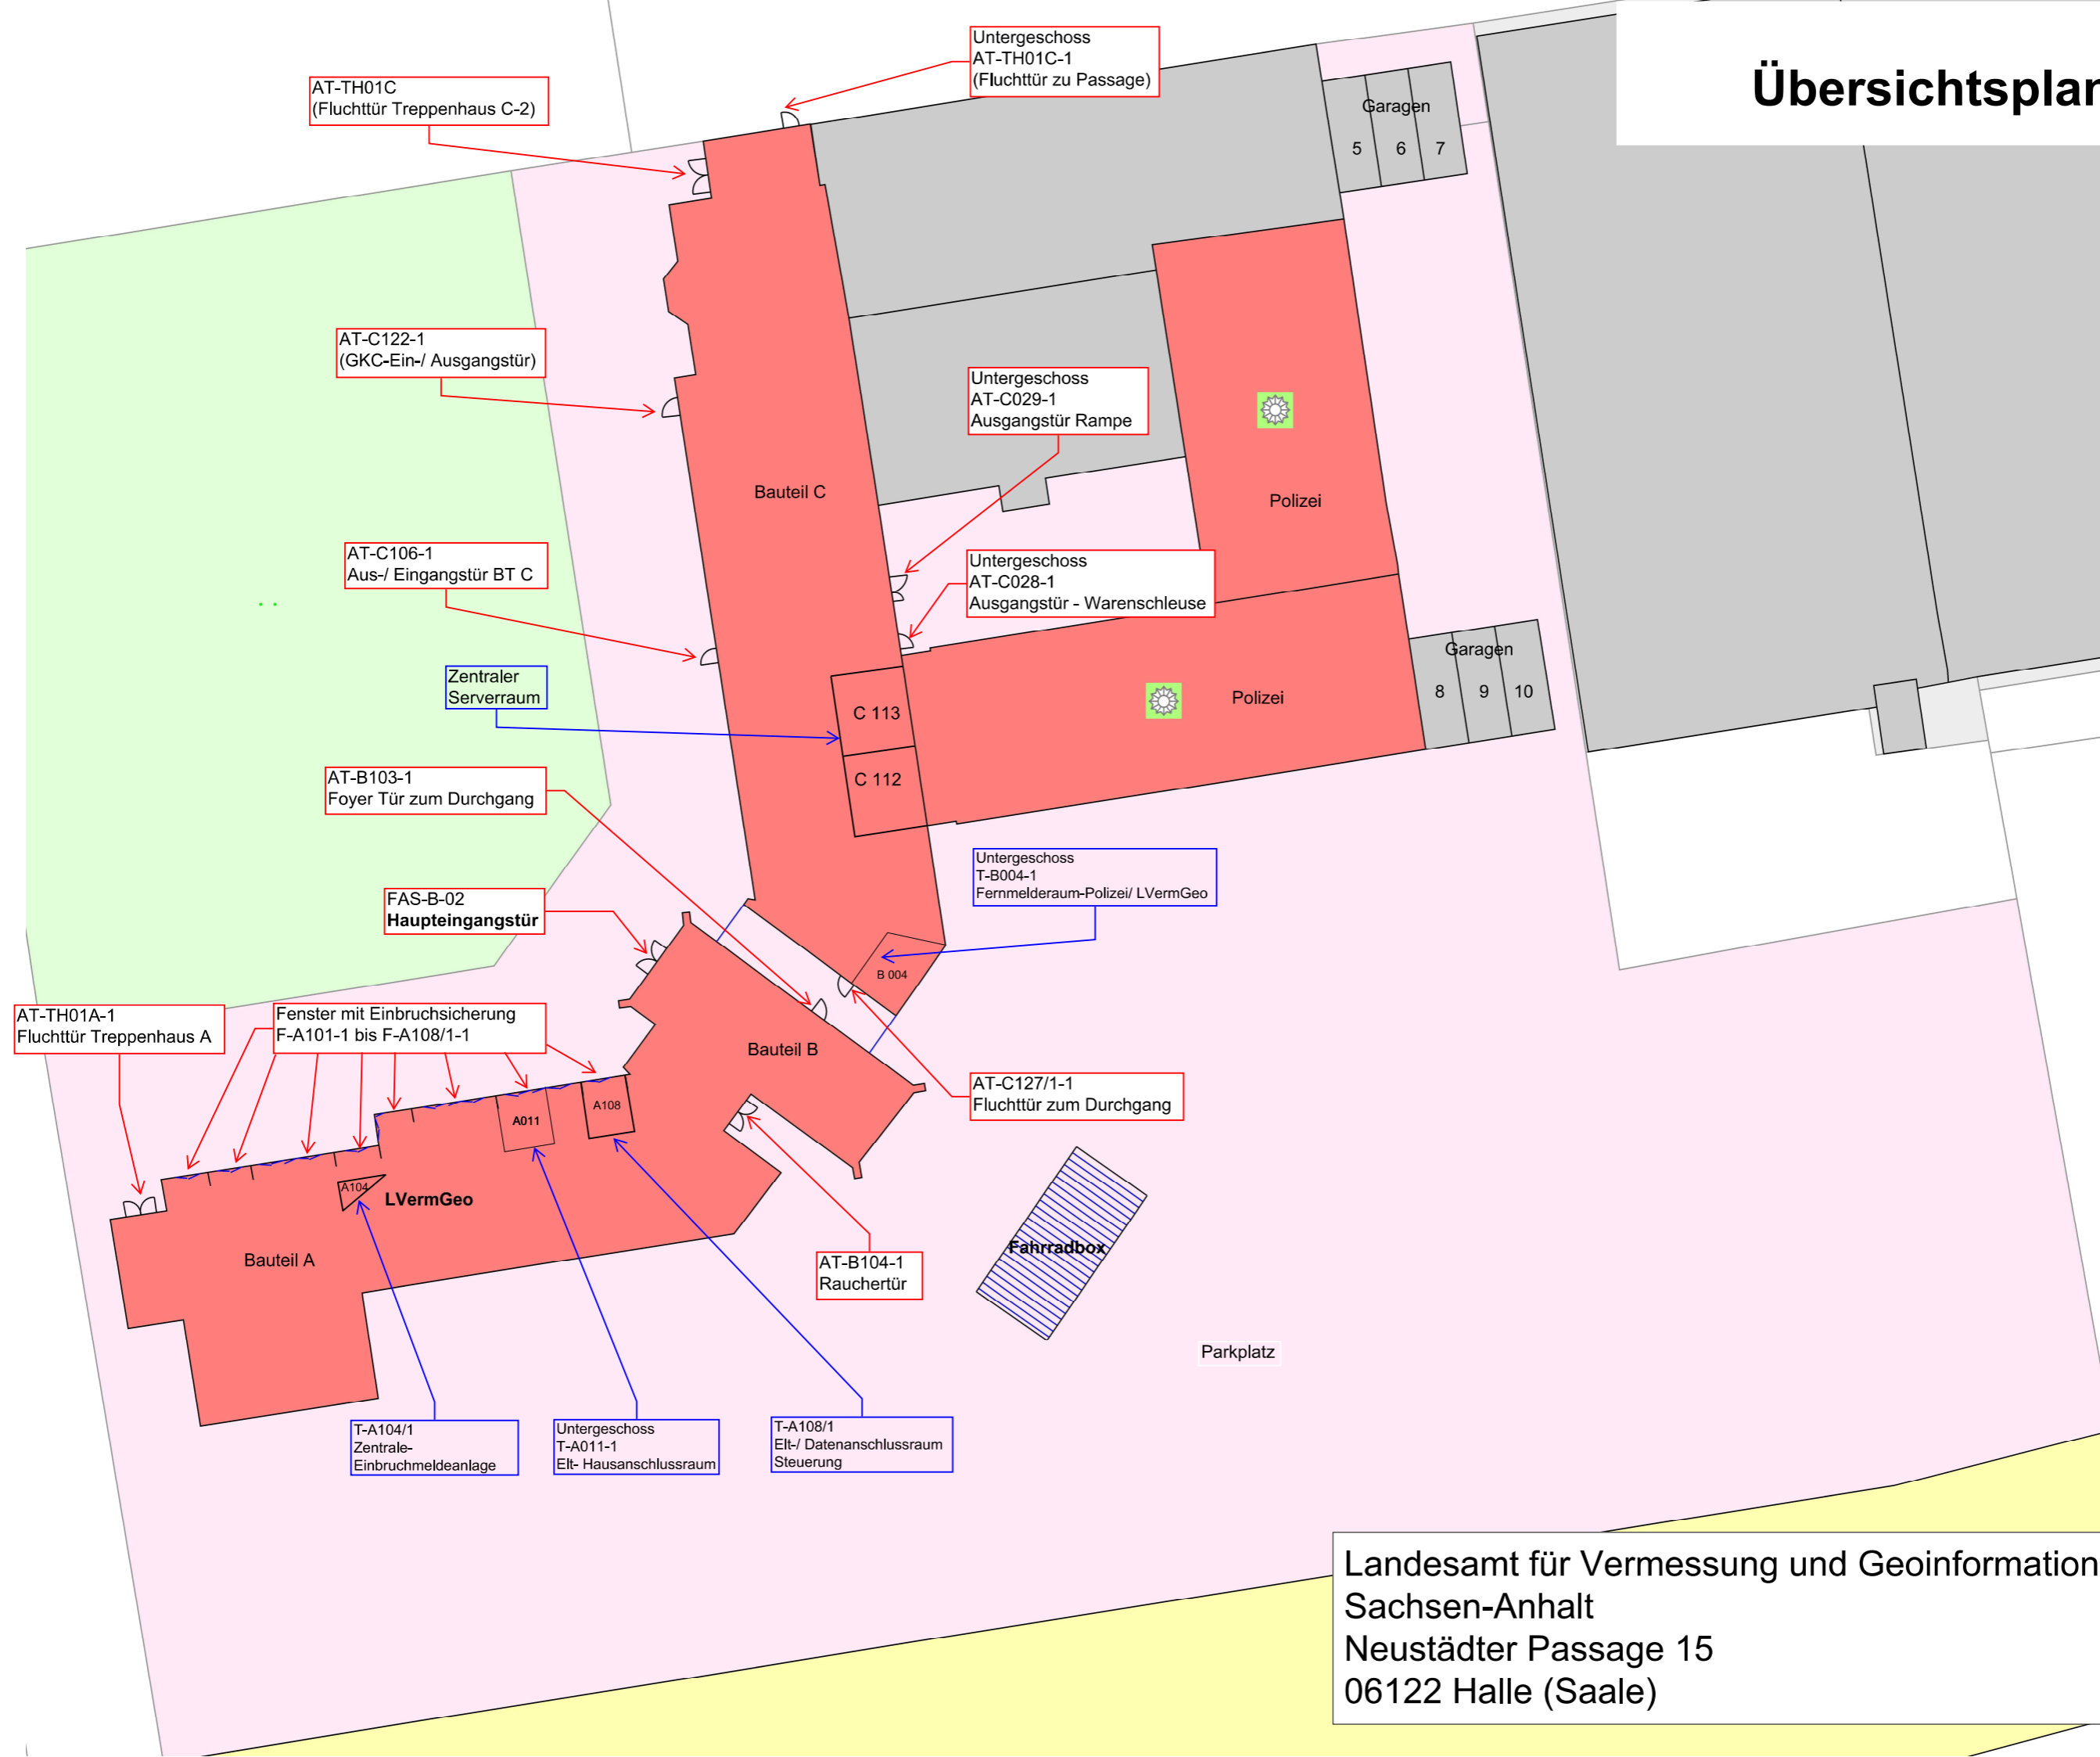 Übersichtsplan
Untergeschoss
AT-TH01C-1
(Fluchttür zu Passage)
AT-TH01C
(Fluchttür Treppenhaus C-2)
Garagen
5 6 7
AT-C122-1
(GKC-Ein-/ Ausgangstür)
Untergeschoss
AT-C029-1
Ausgangstür Rampe
Bauteil C
Polizei
AT-C106-1
Aus-/ Eingangstür BT C
Untergeschoss
AT-C028-1
Ausgangstür - Warenschleuse
Garagen
8 9 10
Zentraler
Serverraum
C 113
Polizei
C 112
AT-B103-1
Foyer Tür zum Durchgang
Untergeschoss
T-B004-1
Fernmelderaum-Polizei/ LVermGeo
FAS-B-02
Haupteingangstür
B 004
AT-TH01A-1
Fluchttür Treppenhaus A
Fenster mit Einbruchsicherung
F-A101-1 bis F-A108/1-1
Bauteil B
AT-C127/1-1
Fluchttür zum Durchgang
A108
A011
A104
LVermGeo
Bauteil A
AT-B104-1
Rauchertür
Fahrradbox
Parkplatz
T-A104/1
Zentrale-
Einbruchmeldeanlage
Untergeschoss
T-A011-1
Elt- Hausanschlussraum
T-A108/1
Elt-/ Datenanschlussraum
Steuerung
Landesamt für Vermessung und Geoinformation
Sachsen-Anhalt
Neustädter Passage 15
06122 Halle (Saale)